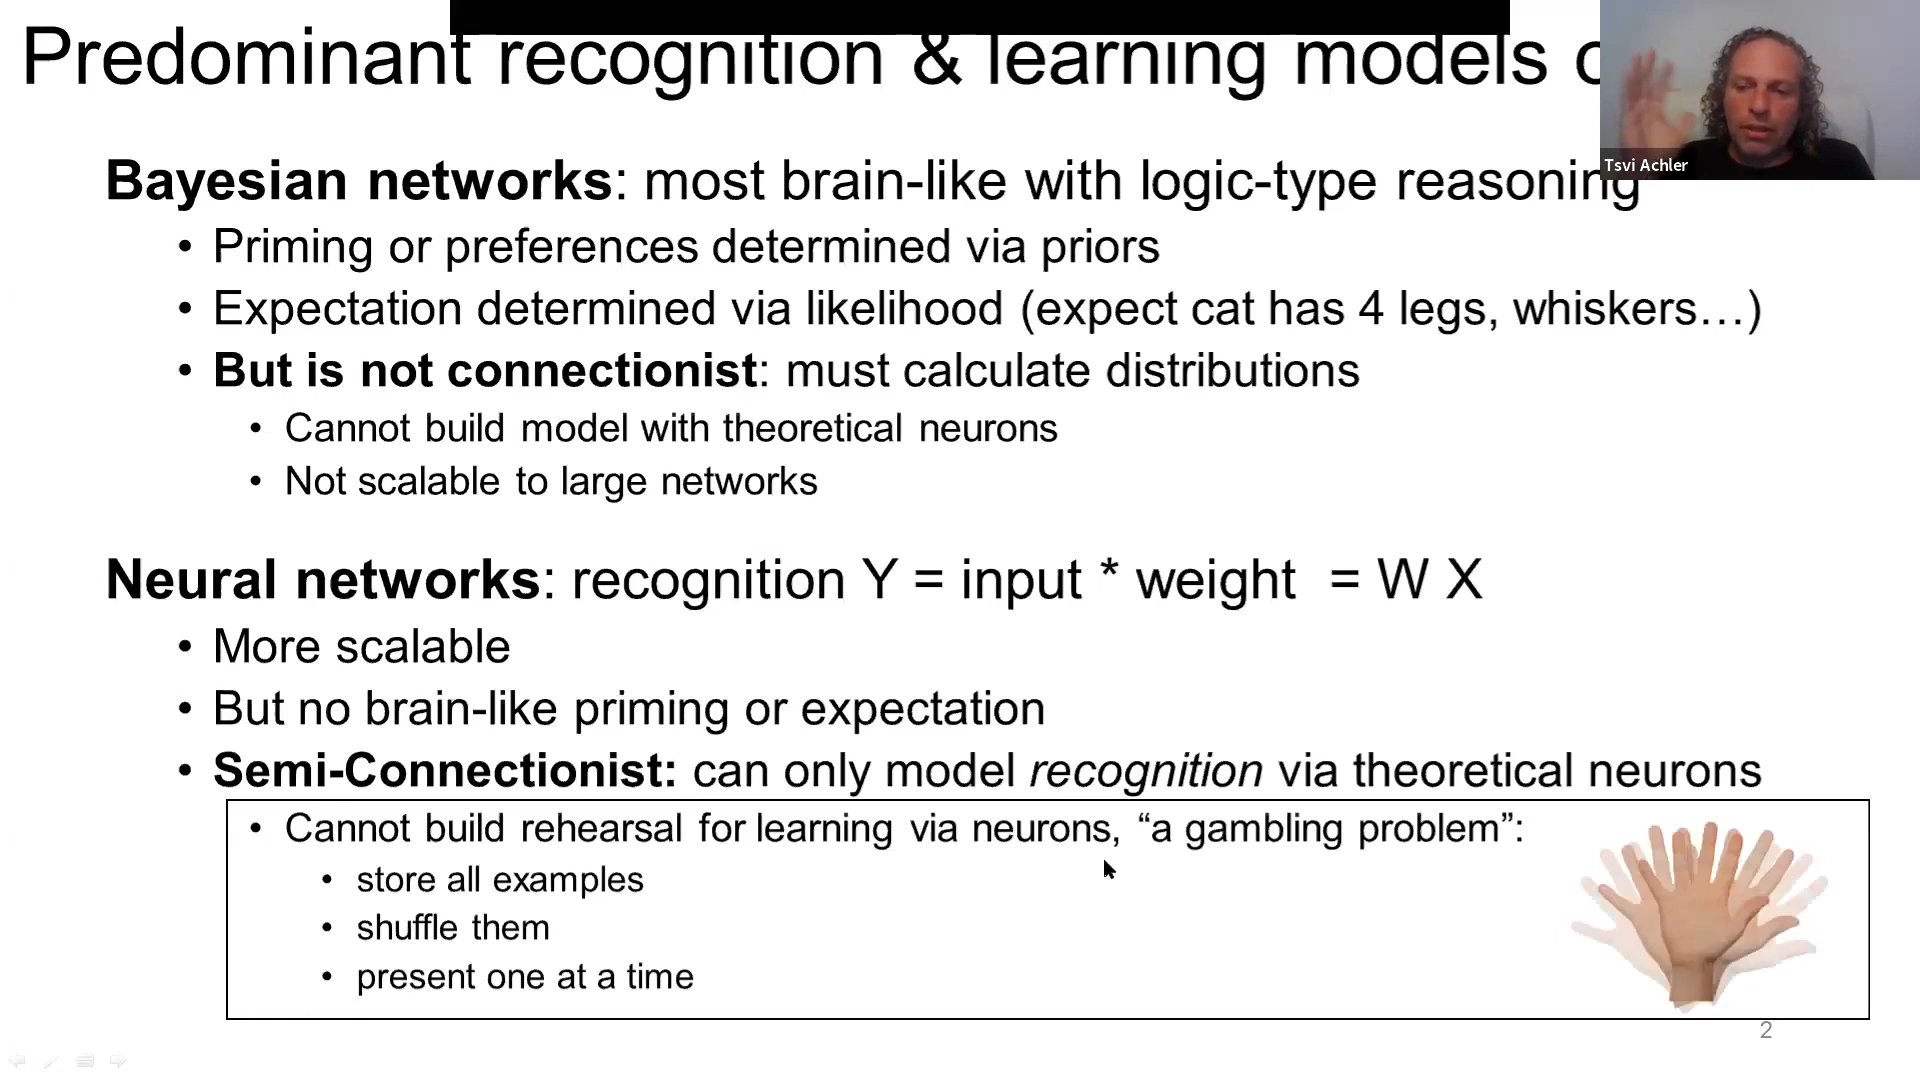 Predominant recognition & learning models
Tsvi Achler
Bayesian networks: most brain-like with logic-type reasoning
• Priming or preferences determined via priors
• Expectation determined via likelihood (expect cat has 4 legs, whiskers…)
• But is not connectionist: must calculate distributions
• Cannot build model with theoretical neurons
• Not scalable to large networks
Neural networks: recognition Y = input * weight = W X
• More scalable
• But no brain-like priming or expectation
• Semi-Connectionist: can only model recognition via theoretical neurons
• Cannot build rehearsal for learning via neurons, “a gambling problem”:
• store all examples
• shuffle them
• present one at a time
2